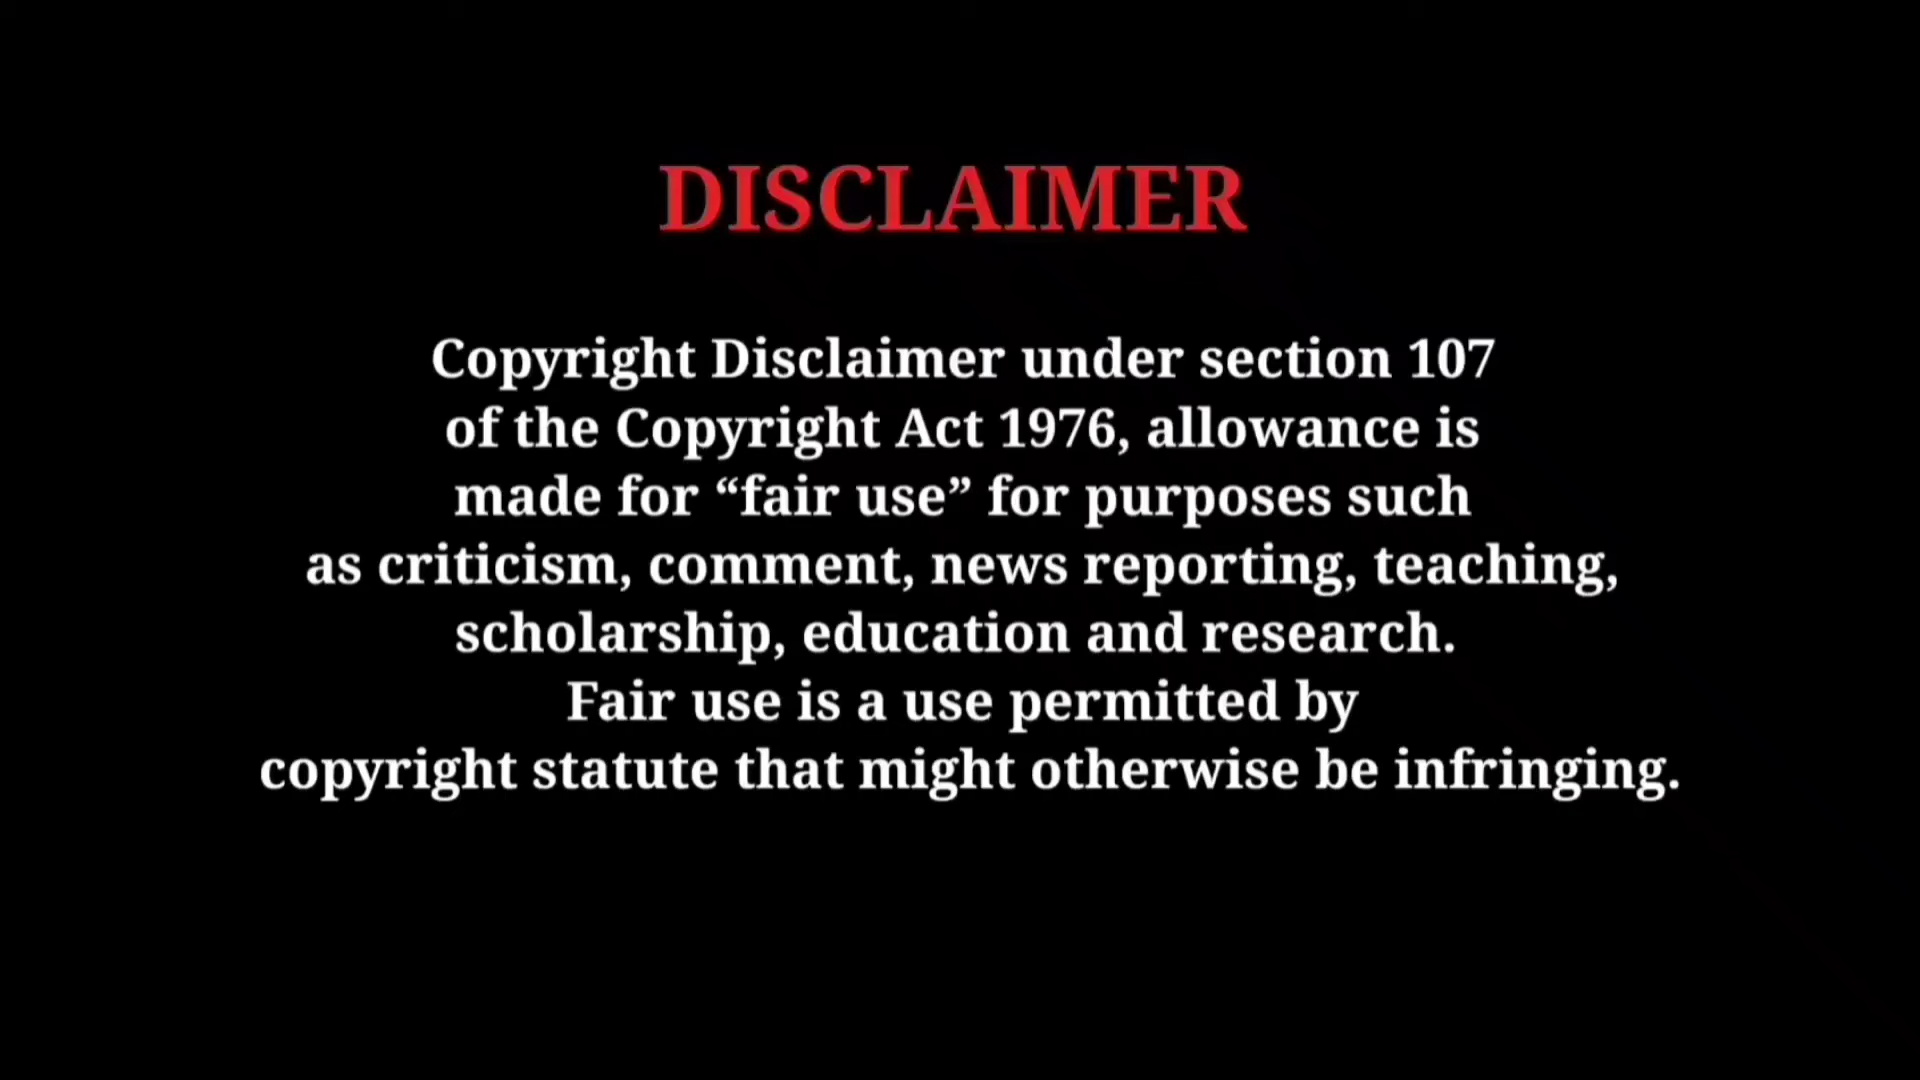 DISCLAIMER
Copyright Disclaimer under section 107
of the Copyright Act 1976, allowance is
made for “fair use” for purposes such
as criticism, comment, news reporting, teaching,
scholarship, education and research.
Fair use is a use permitted by
copyright statute that might otherwise be infringing.